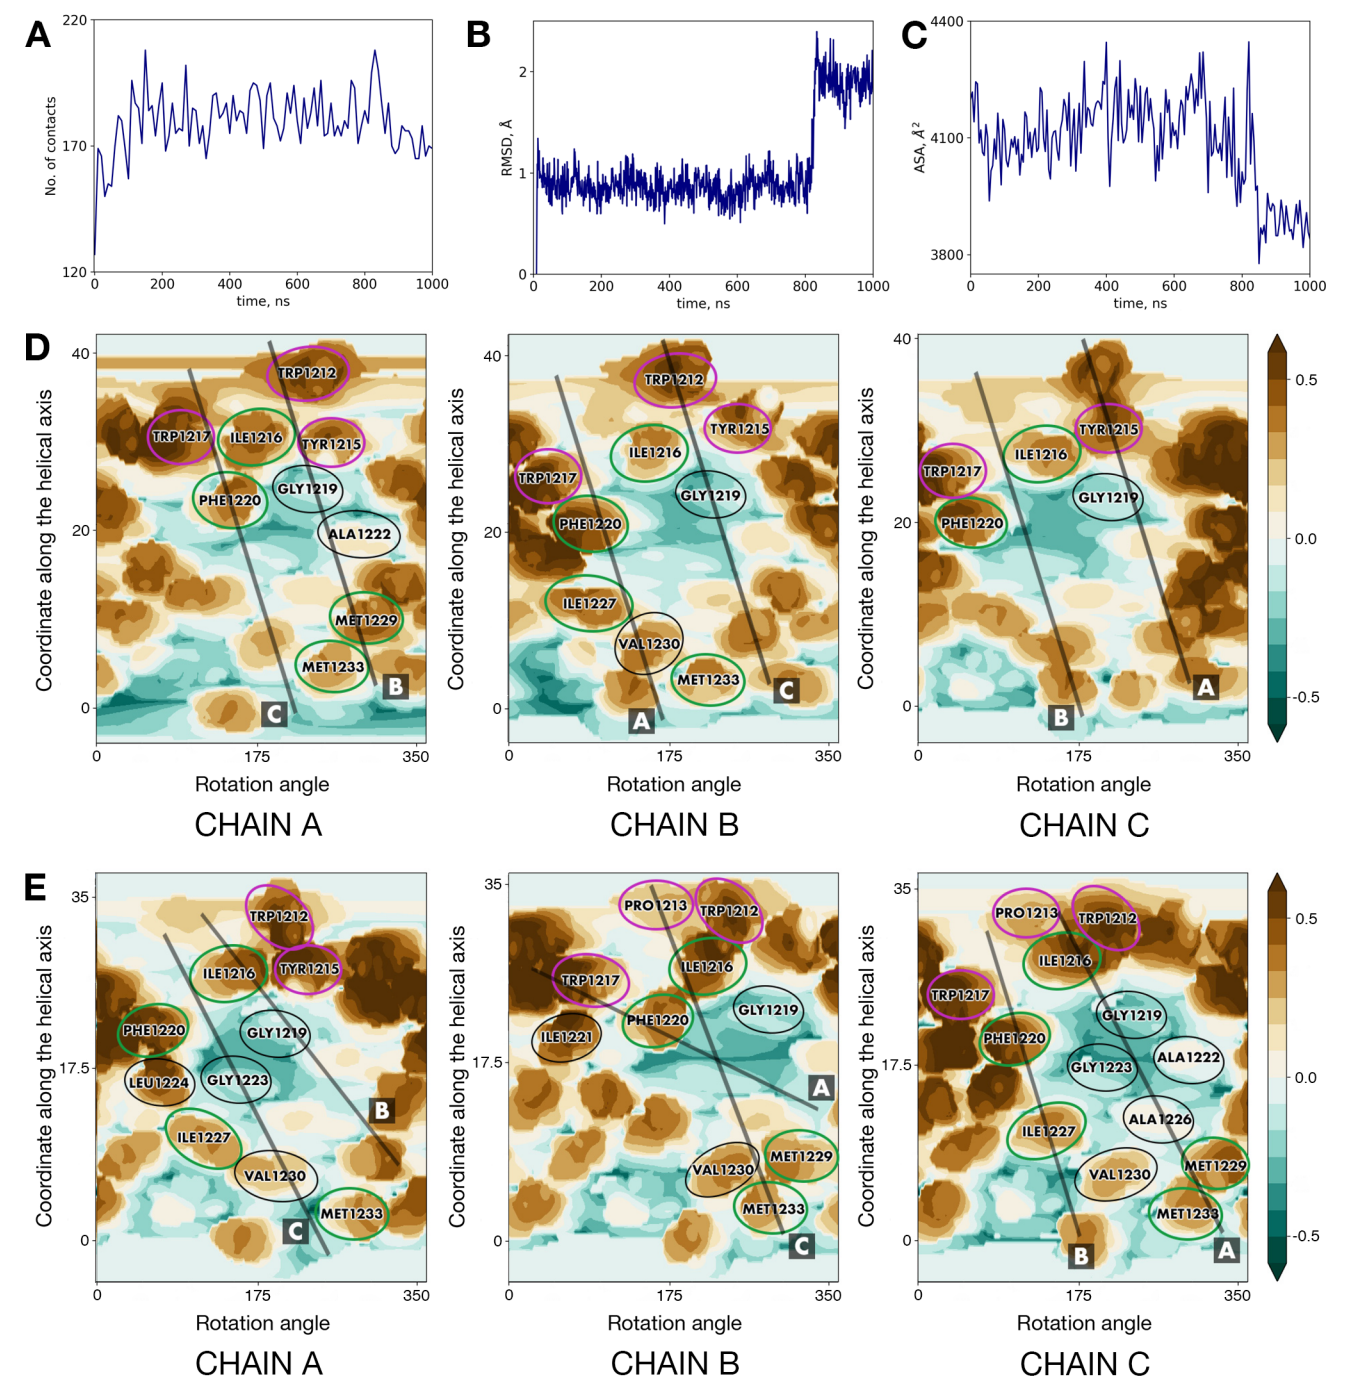 A
220
170
120
No. of contacts
0
200
400
600
800
1000
time, ns
B
2
1
0
RMSD, Å
0
200
400
600
800
1000
time, ns
C
4400
4100
3800
ASA, Å²
0
200
400
600
800
1000
time, ns
D
Coordinate along the helical axis
40
20
0
TRP1212
TRP1217
ILE1216
TYR1215
PHE1220
GLY1219
ALA1222
MET1229
MET1233
B
C
0
175
350
Rotation angle
CHAIN A
Coordinate along the helical axis
40
20
0
TRP1212
TYR1215
ILE1216
TRP1217
GLY1219
PHE1220
ILE1227
VAL1230
MET1233
C
A
0
175
350
Rotation angle
CHAIN B
Coordinate along the helical axis
40
20
0
TYR1215
ILE1216
TRP1217
GLY1219
PHE1220
A
B
0
175
350
Rotation angle
CHAIN C
0.5
0.0
-0.5
E
Coordinate along the helical axis
35
17.5
0
TRP1212
ILE1216
TYR1215
PHE1220
GLY1219
LEU1224
GLY1223
B
ILE1227
VAL1230
MET1233
C
0
175
350
Rotation angle
CHAIN A
Coordinate along the helical axis
35
17.5
0
PRO1213
TRP1212
ILE1216
TRP1217
GLY1219
PHE1220
ILE1221
A
MET1229
VAL1230
MET1233
C
0
175
350
Rotation angle
CHAIN B
Coordinate along the helical axis
35
17.5
0
PRO1213
TRP1212
ILE1216
TRP1217
GLY1219
PHE1220
ALA1222
GLY1223
ALA1226
ILE1227
MET1229
VAL1230
MET1233
B
A
0
175
350
Rotation angle
CHAIN C
0.5
0.0
-0.5